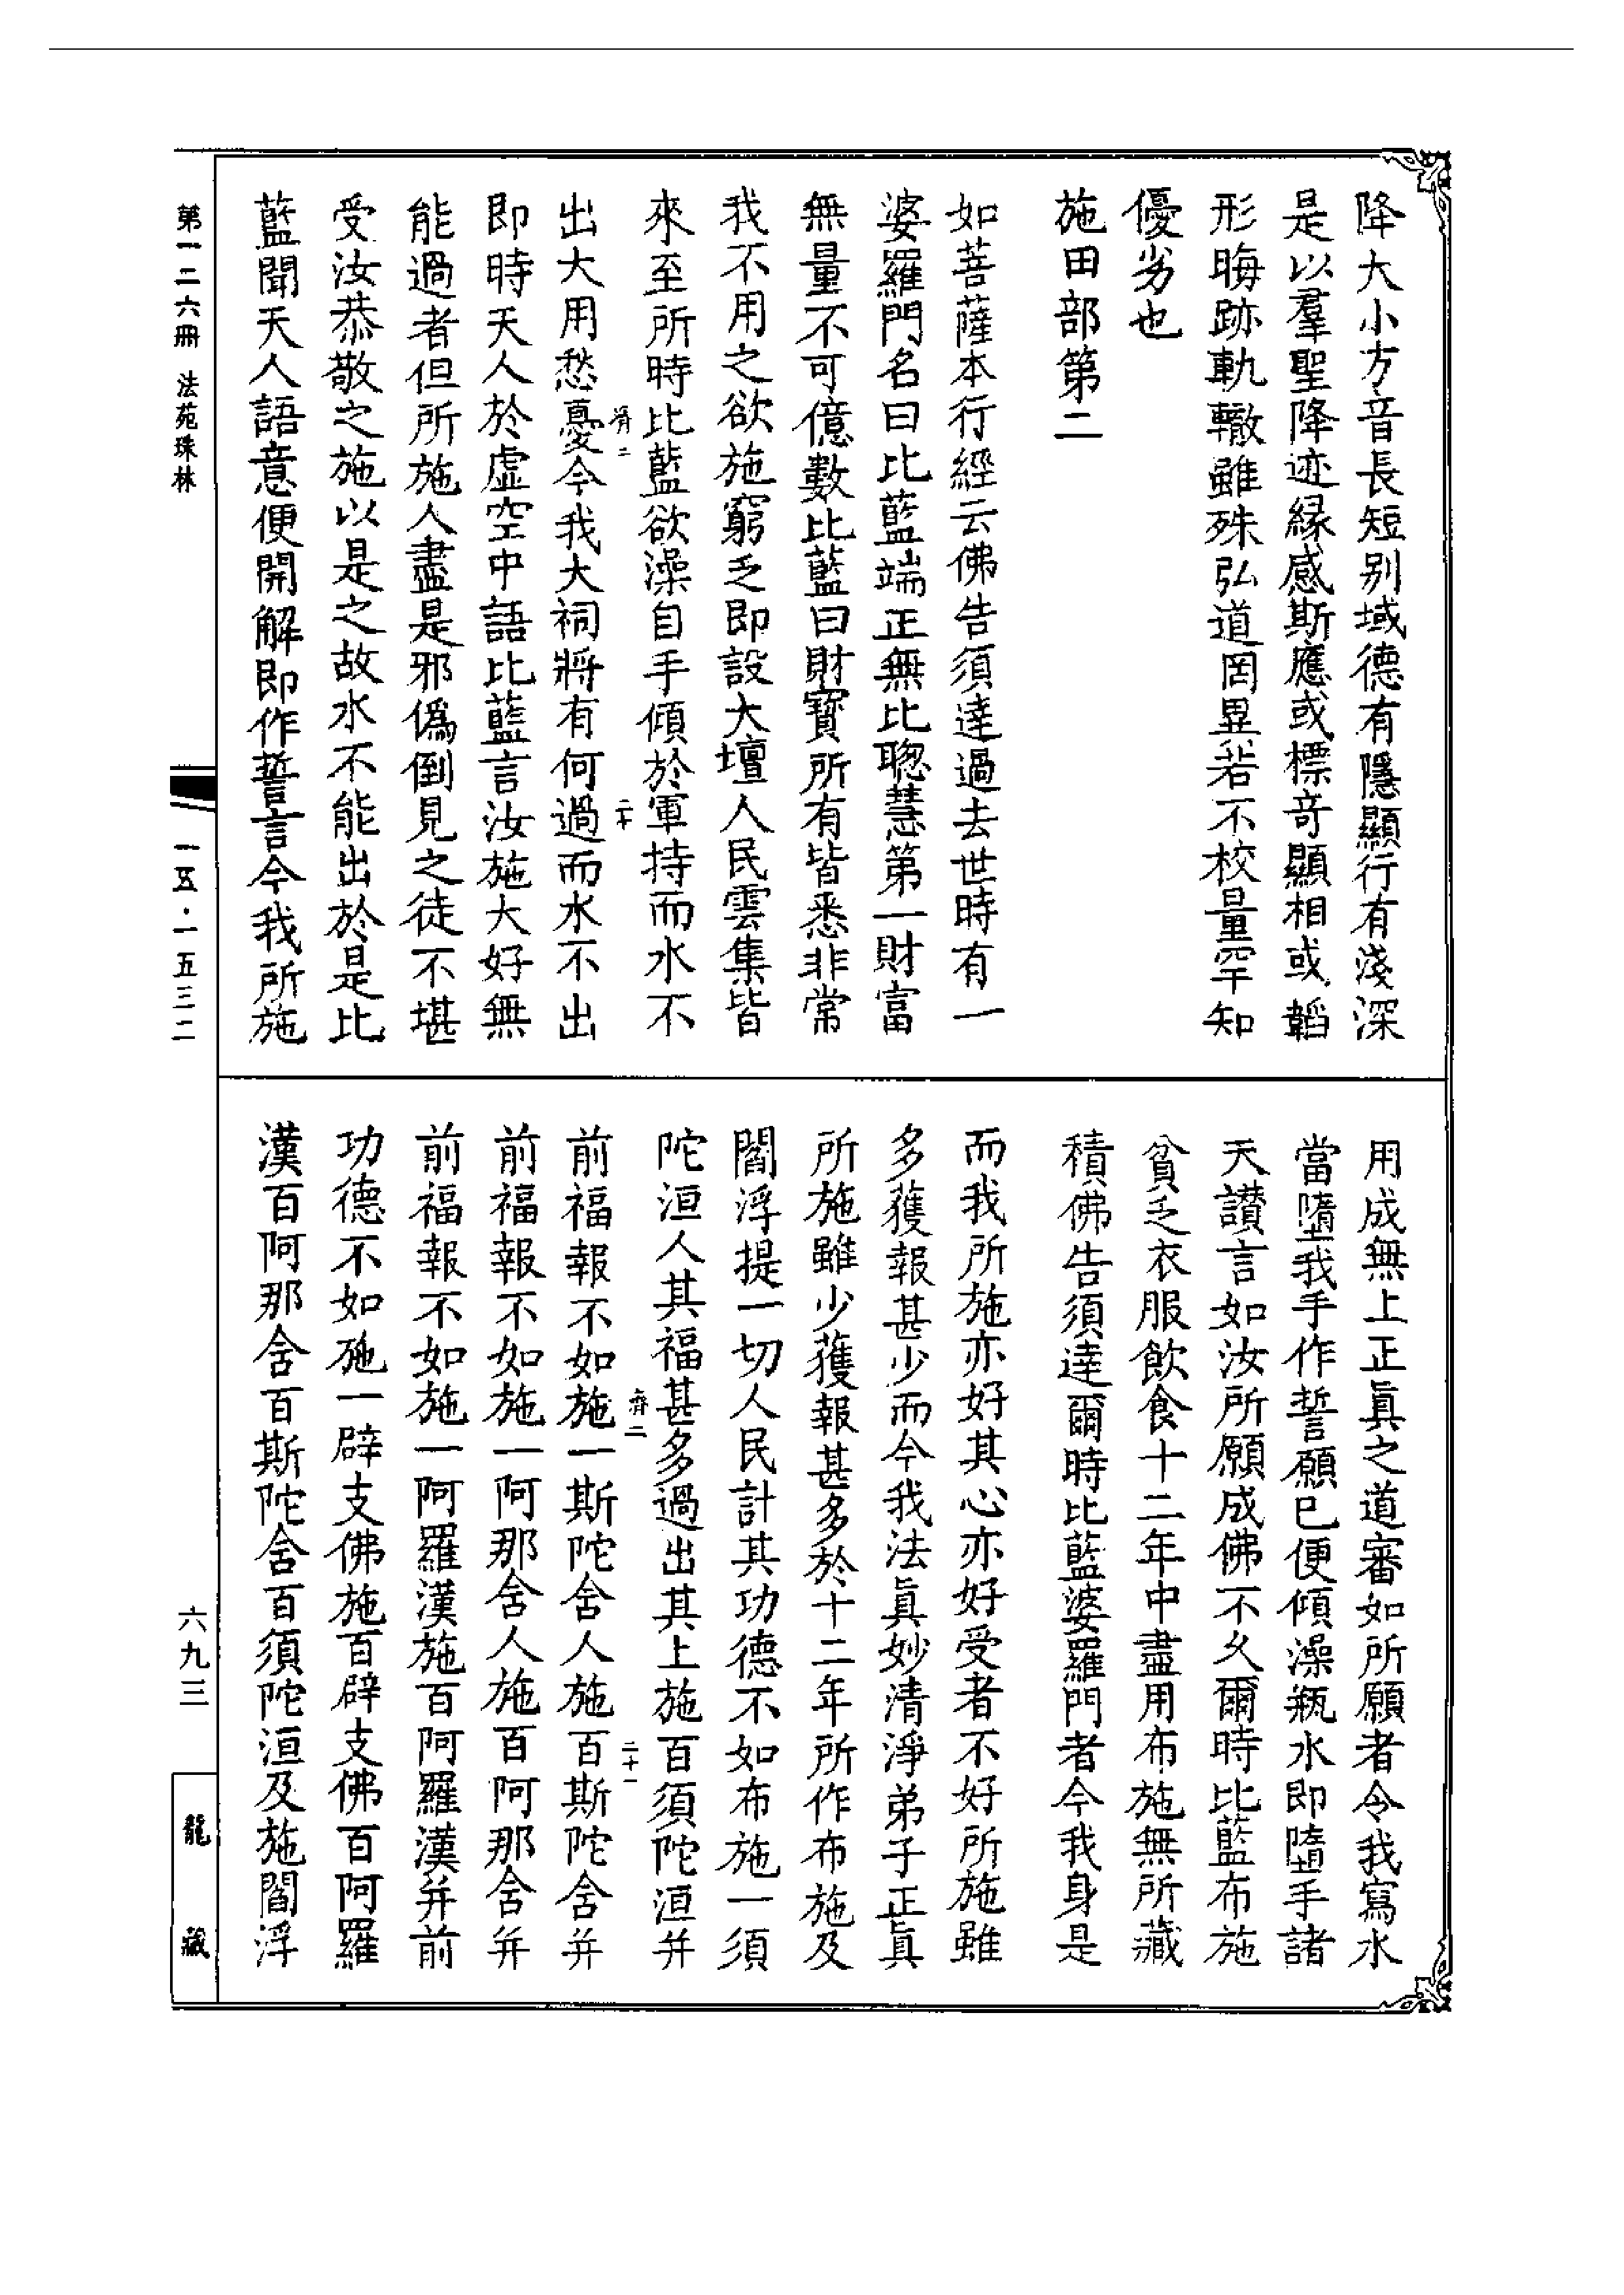 降大小方音長短别域德有隱顯行有淺深
是以羣聖降迹緣感斯應或標奇顯相或韜
形晦跡軌轍雖殊弘道罔異若不校量罕知
優劣也
施田部第二
如菩薩本行經云佛告須達過去世時有一
婆羅門名曰比藍端正無比聰慧第一財富
無量不可億數比藍曰財寶所有皆悉非常
我不用之欲施窮乏即設大壇人民雲集皆
來至所時比藍欲澡自手傾於軍持而水不
濟二
二十
出大用愁憂今我大祠將有何過而水不出
即時天人於虛空中語比藍言汝施大好無
能過者但所施人盡是邪僞倒見之徒不堪
受汝恭敬之施以是之故水不能出於是比
藍聞天人語意便開解即作誓言今我所施
用成無上正眞之道審如所願者令我寫水
當墮我手作誓願已便傾澡瓶水即墮手諸
天讚言如汝所願成佛不久爾時比藍布施
貧乏衣服飲食十二年中盡用布施無所藏
積佛告須達爾時比藍婆羅門者今我身是
而我所施亦好其心亦好受者不好所施雖
多獲報甚少而今我法眞妙清淨弟子正眞
所施雖少獲報甚多於十二年所作布施及
閻浮提一切人民計其功德不如布施一須
陀洹人其福甚多過出其上施百須陀洹并
濟二
二十一
前福報不如施一斯陀舍人施百斯陀舍并
前福報不如施一阿那舍人施百阿那舍并
前福報不如施一阿羅漢施百阿羅漢并前
功德不如施一辟支佛施百辟支佛百阿羅
漢百阿那舍百斯陀舍百須陀洹及施閻浮
第一二六冊 法苑珠林
一五·一五三二
六九三
龍藏